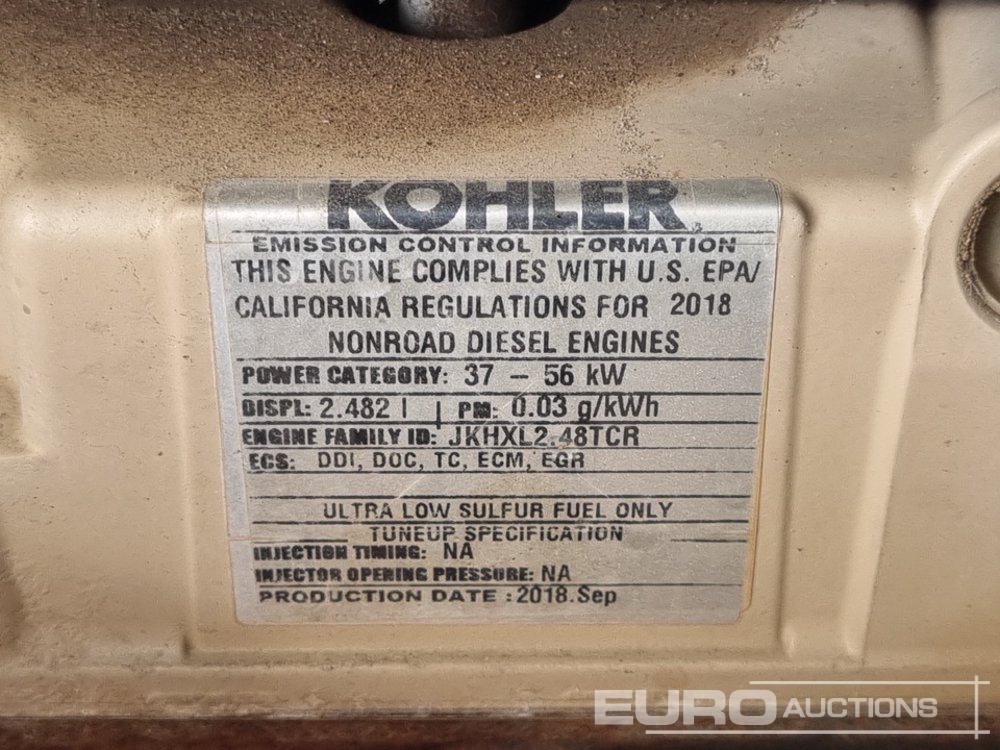 KOHLER
EMISSION CONTROL INFORMATION
THIS ENGINE COMPLIES WITH U.S. EPA/
CALIFORNIA REGULATIONS FOR 2018
NONROAD DIESEL ENGINES
POWER CATEGORY: 37 - 56 kW
DISPL: 2.482 l | PM: 0.03 g/kWh
ENGINE FAMILY ID: JKHXL2.48TCR
ECS: DDI, DOC, TC, ECM, EGR
ULTRA LOW SULFUR FUEL ONLY
TUNEUP SPECIFICATION
INJECTION TIMING: NA
INJECTOR OPENING PRESSURE: NA
PRODUCTION DATE : 2018.Sep
EURO AUCTIONS